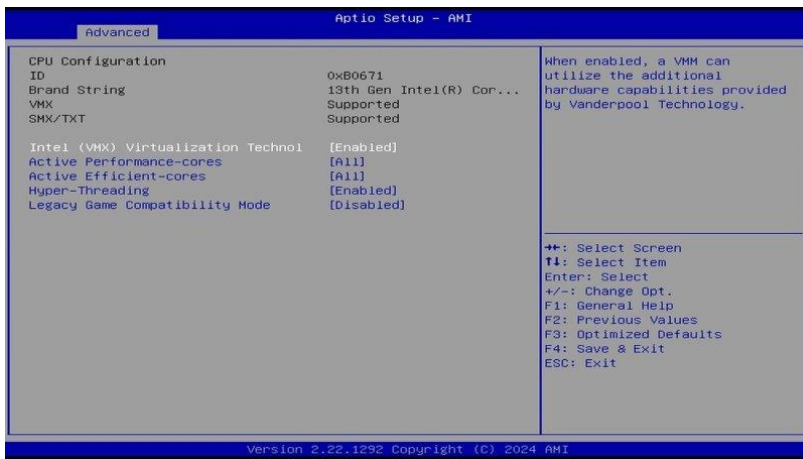 Aptio Setup - AMI
Advanced
CPU Configuration
ID 0xB0671
Brand String 13th Gen Intel(R) Cor...
VMX Supported
SMX/TXT Supported
Intel (VMX) Virtualization Technol [Enabled]
Active Performance-cores [All]
Active Efficient-cores [All]
Hyper-Threading [Enabled]
Legacy Game Compatibility Mode [Disabled]
When enabled, a VMM can
utilize the additional
hardware capabilities provided
by Vanderpool Technology.
→←: Select Screen
↑↓: Select Item
Enter: Select
+/-: Change Opt.
F1: General Help
F2: Previous Values
F3: Optimized Defaults
F4: Save & Exit
ESC: Exit
Version 2.22.1292 Copyright (C) 2024 AMI